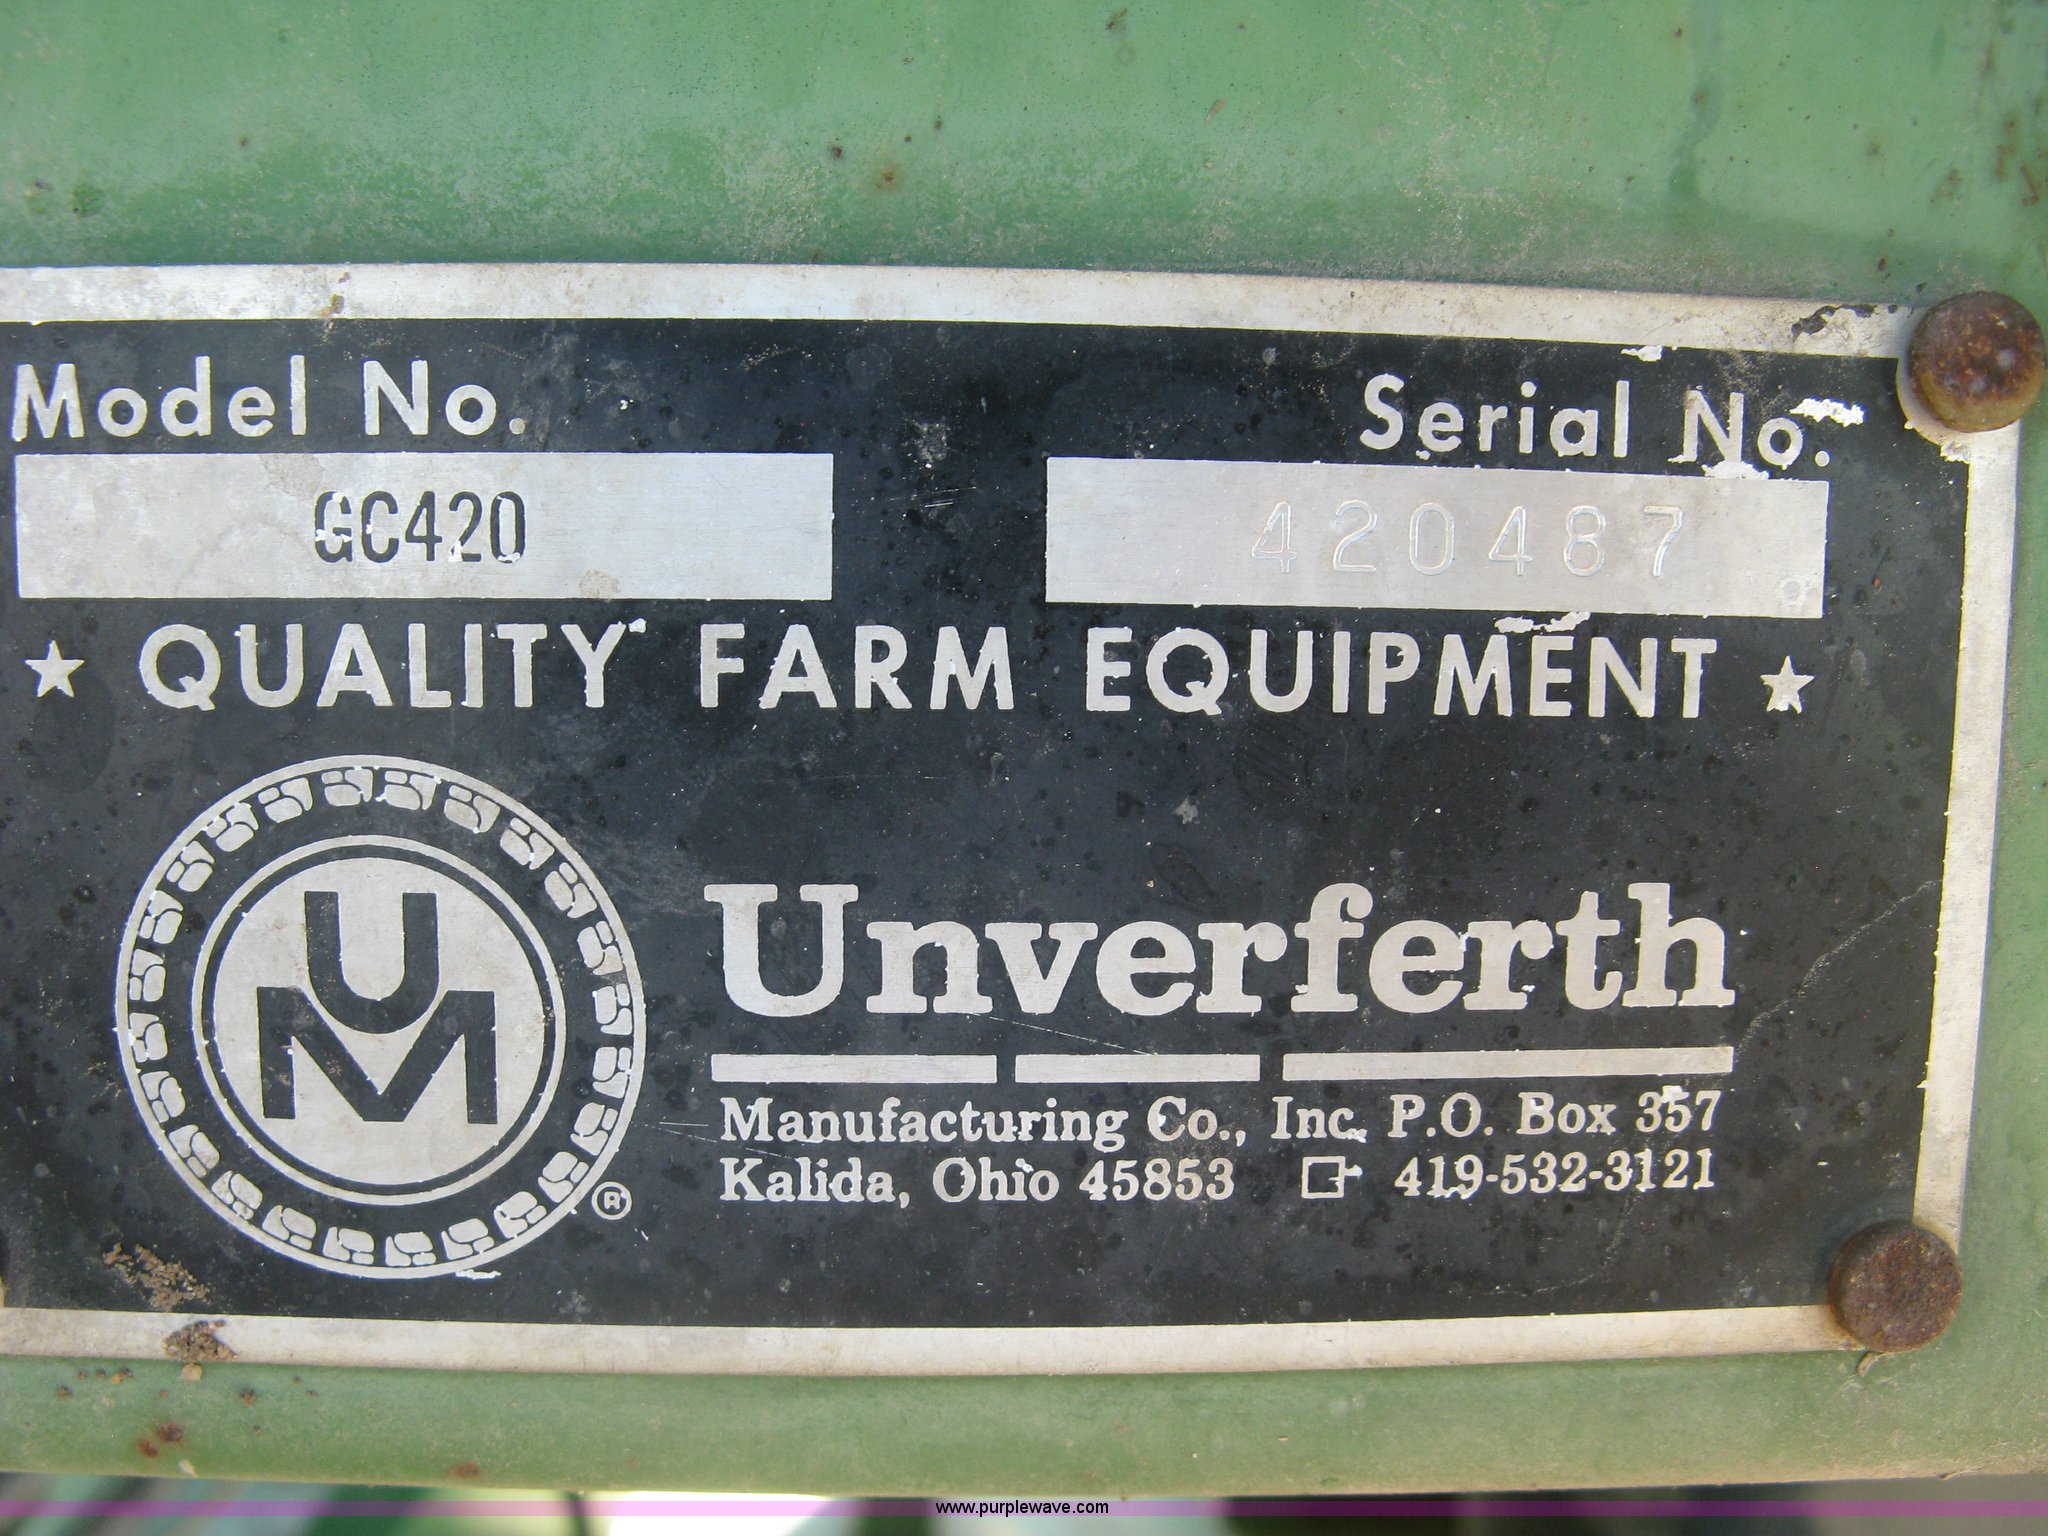 Model No.
Serial No.
GC420
420487
★ QUALITY FARM EQUIPMENT ★
UM
®
Unverferth
Manufacturing Co., Inc. P.O. Box 357
Kalida, Ohio 45853 419-532-3121
www.purplewave.com